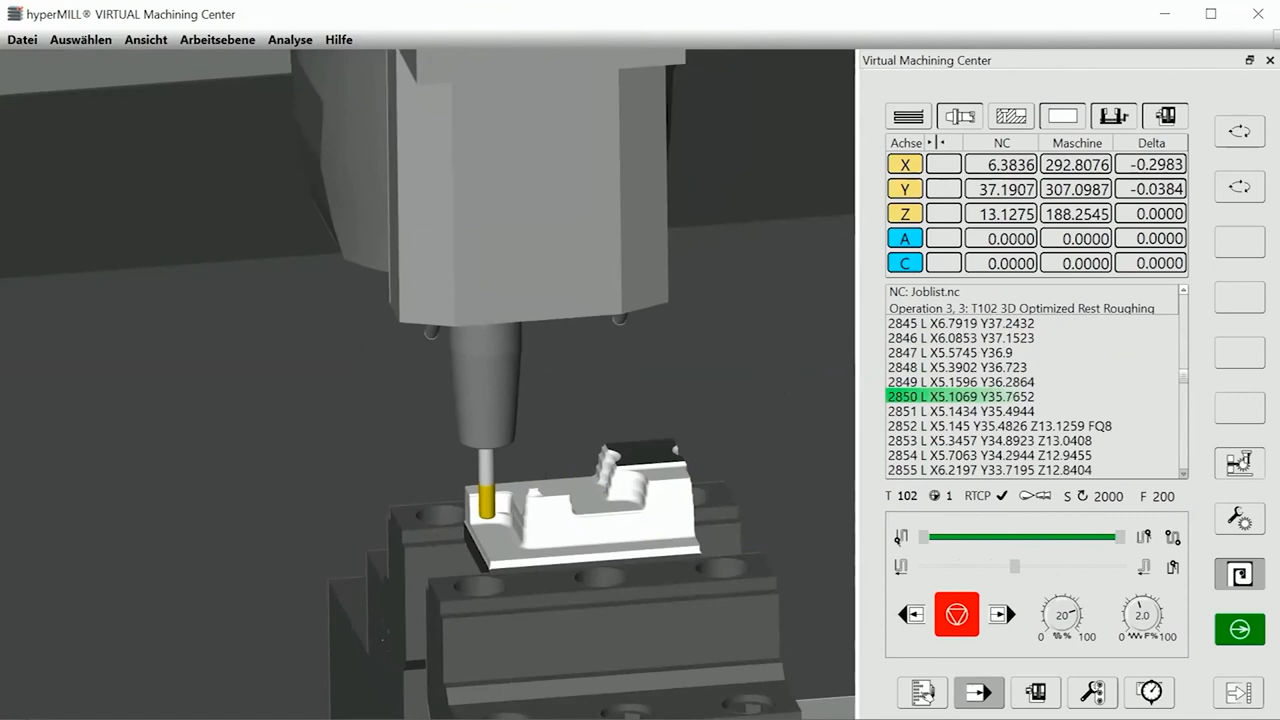 hyperMILL® VIRTUAL Machining Center
Datei Auswählen Ansicht Arbeitsebene Analyse Hilfe
Virtual Machining Center
Achse NC Maschine Delta
X 6.3836 292.8076 -0.2983
Y 37.1907 307.0987 -0.0384
Z 13.1275 188.2545 0.0000
A 0.0000 0.0000 0.0000
C 0.0000 0.0000 0.0000
NC: Joblist.nc
Operation 3, 3: T102 3D Optimized Rest Roughing
2845 L X6.7919 Y37.2432
2846 L X6.0853 Y37.1523
2847 L X5.5745 Y36.9
2848 L X5.3902 Y36.723
2849 L X5.1596 Y36.2864
2850 L X5.1069 Y35.7652
2851 L X5.1434 Y35.4944
2852 L X5.145 Y35.4826 Z13.1259 FQ8
2853 L X5.3457 Y34.8923 Z13.0408
2854 L X5.7063 Y34.2944 Z12.9455
2855 L X6.2197 Y33.7195 Z12.8404
T 102 1 RTCP S 2000 F 200
20 2.0
0 % 100 0 F% 100